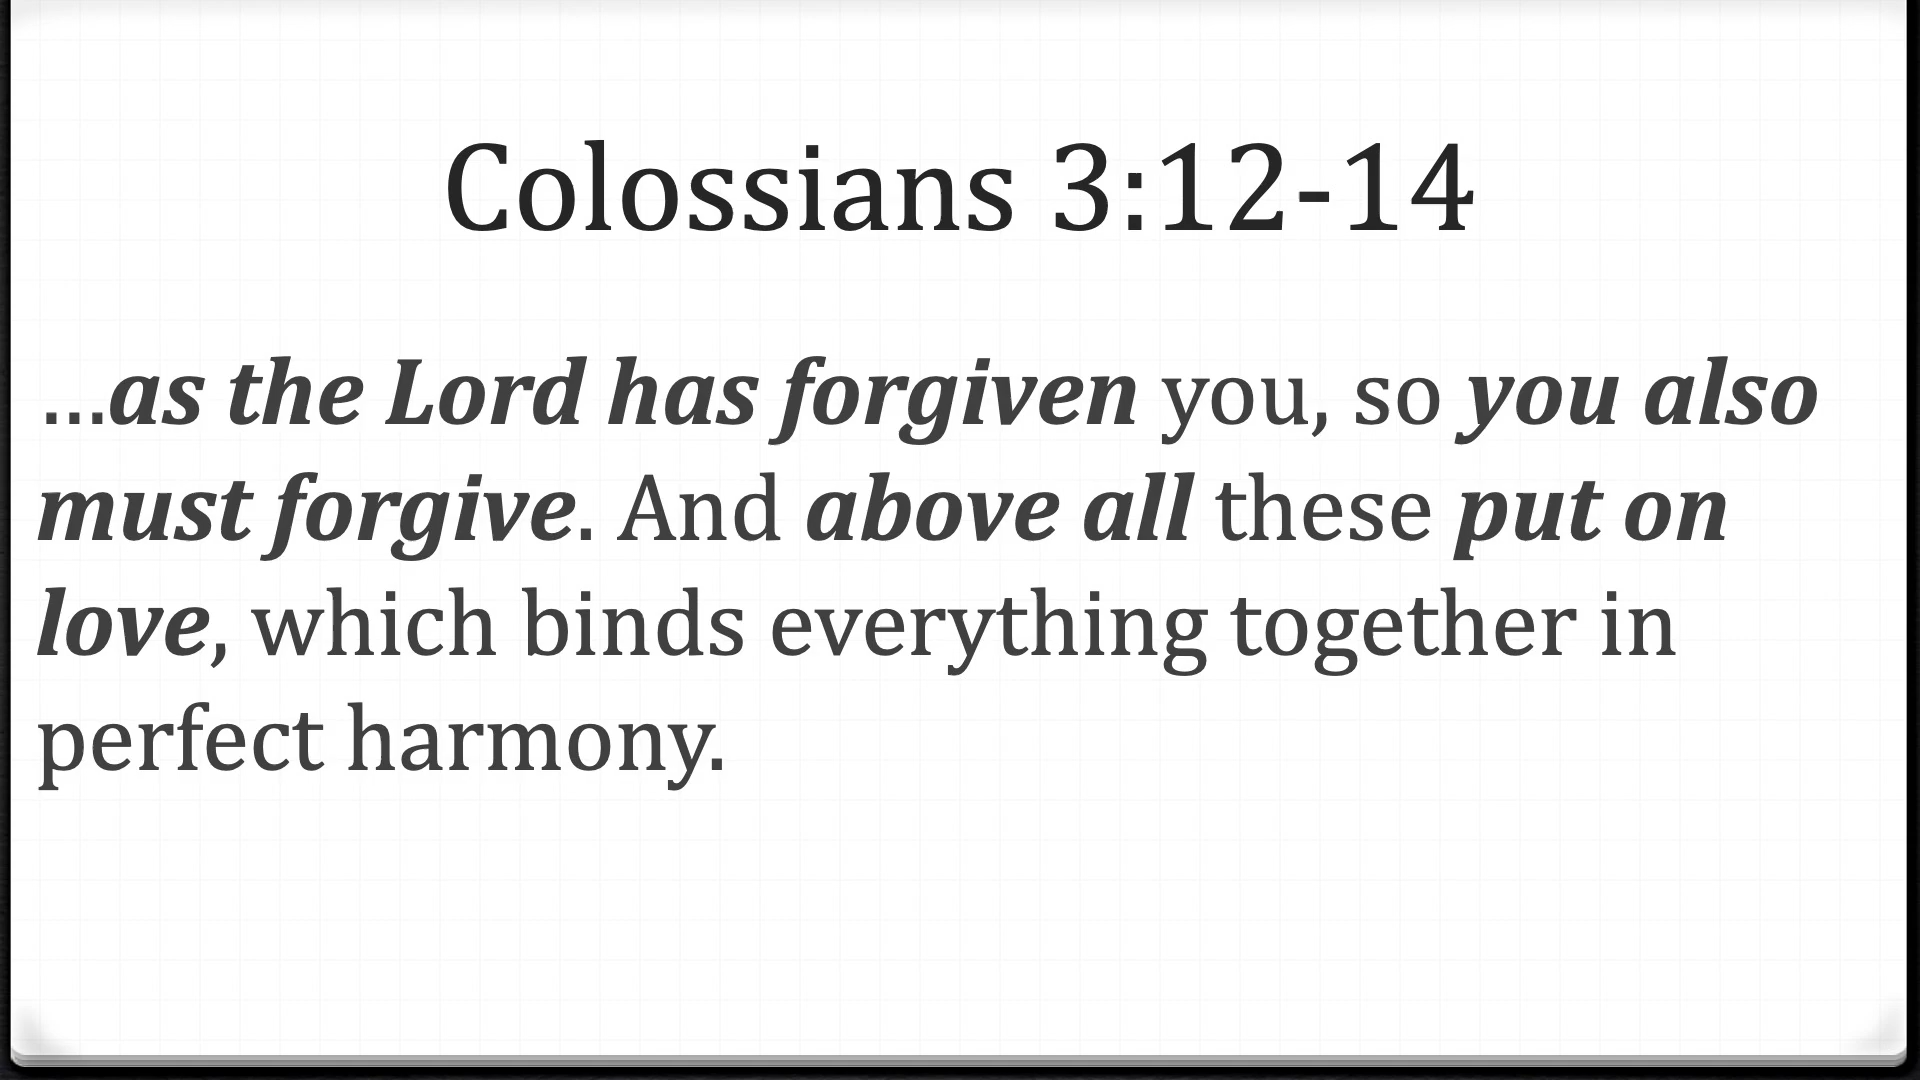 Colossians 3:12-14
…as the Lord has forgiven you, so you also
must forgive. And above all these put on
love, which binds everything together in
perfect harmony.